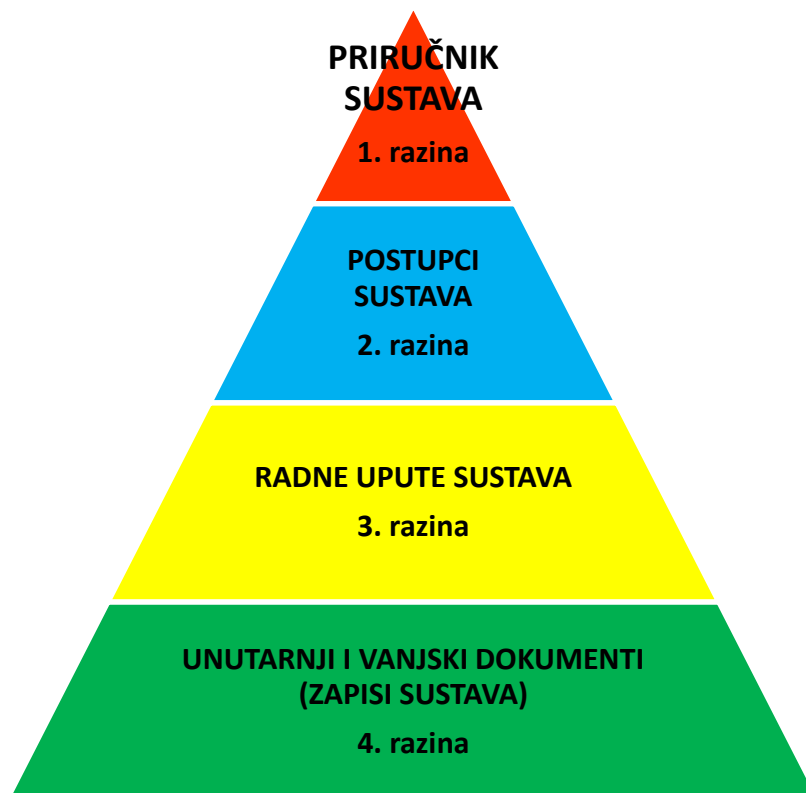 PRIRUČNIK
SUSTAVA
1. razina
POSTUPCI
SUSTAVA
2. razina
RADNE UPUTE SUSTAVA
3. razina
UNUTARNJI I VANJSKI DOKUMENTI
(ZAPISI SUSTAVA)
4. razina